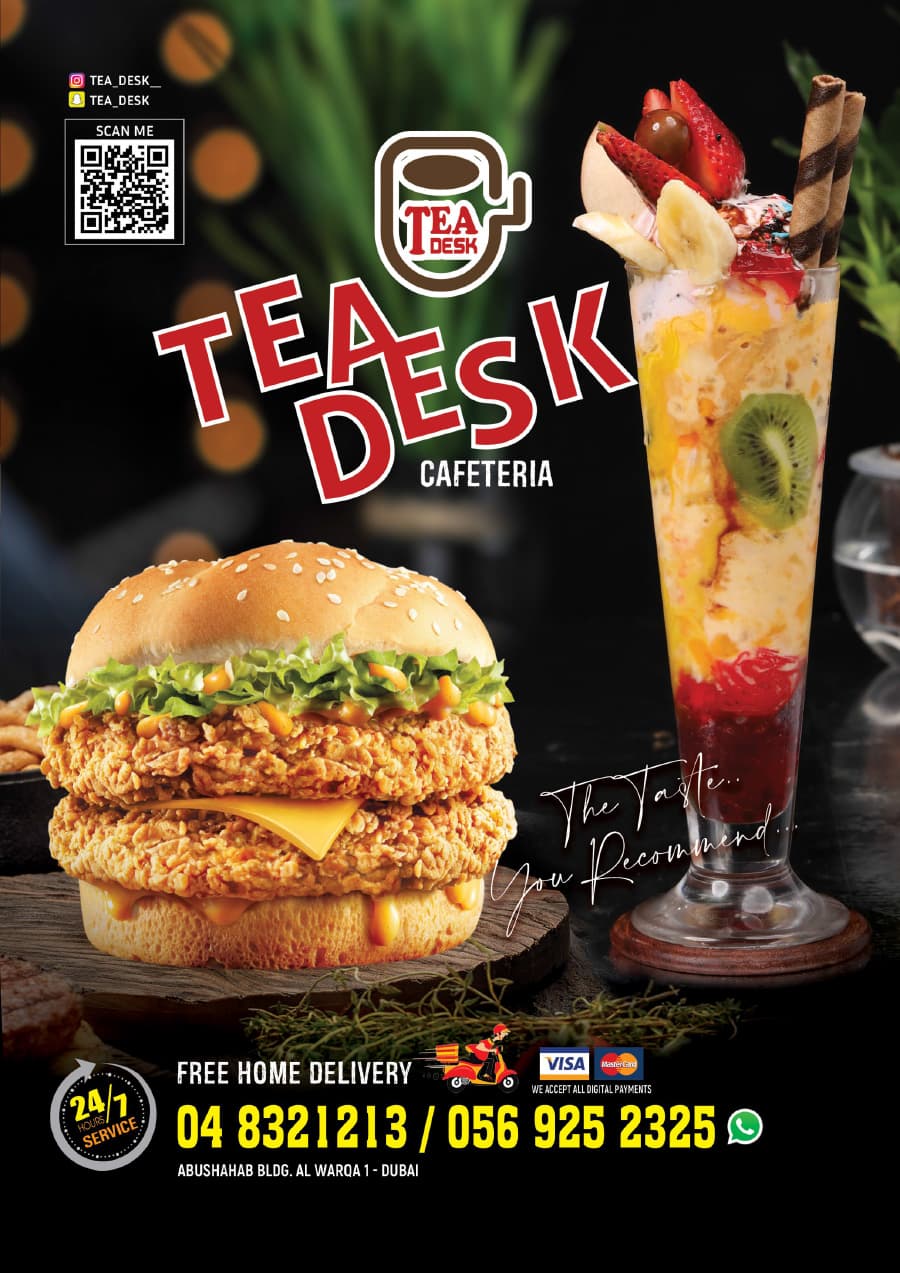 TEA_DESK__
TEA_DESK
SCAN ME
TEA
DESK
TEA
DESK
CAFETERIA
The Taste..
You Recommend...
FREE HOME DELIVERY
VISA
MasterCard
WE ACCEPT ALL DIGITAL PAYMENTS
24/7
HOURS
SERVICE
04 8321213 / 056 925 2325
ABUSHAHAB BLDG. AL WARQA 1 - DUBAI